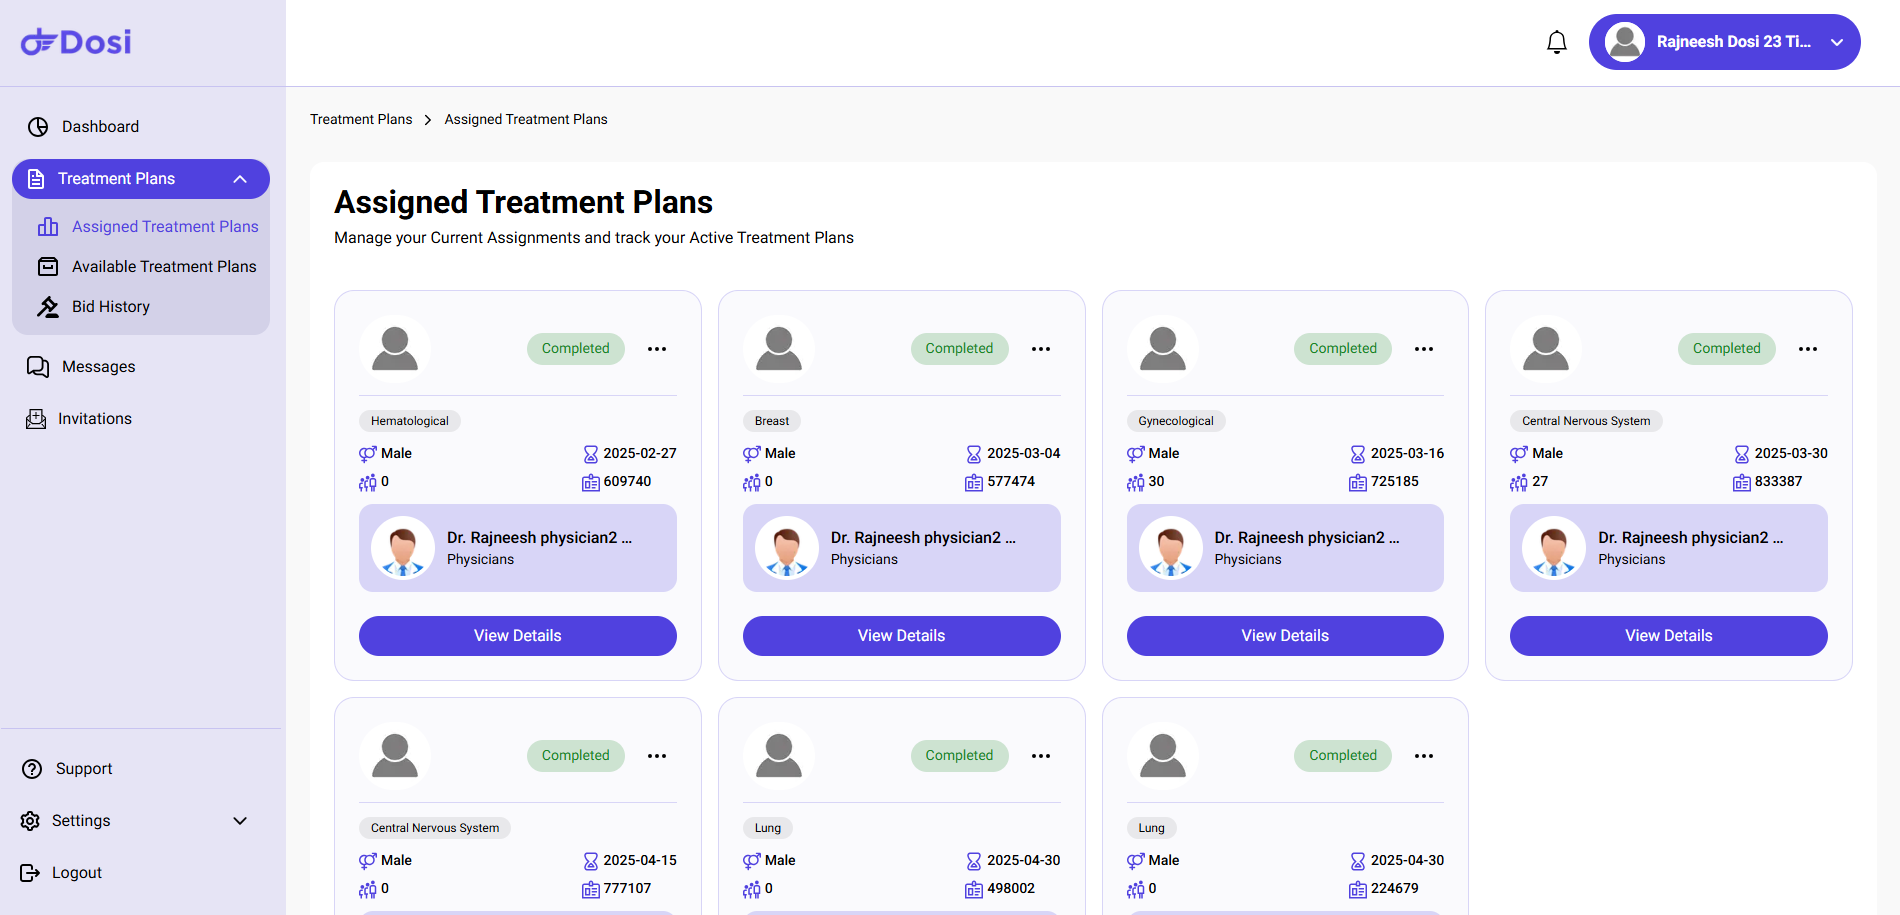 Dosi
Rajneesh Dosi 23 Ti...
Dashboard
Treatment Plans
Assigned Treatment Plans
Available Treatment Plans
Bid History
Messages
Invitations
Support
Settings
Logout
Treatment Plans > Assigned Treatment Plans
Assigned Treatment Plans
Manage your Current Assignments and track your Active Treatment Plans
Completed
Hematological
Male 2025-02-27
0 609740
Dr. Rajneesh physician2 ...
Physicians
View Details
Completed
Breast
Male 2025-03-04
0 577474
Dr. Rajneesh physician2 ...
Physicians
View Details
Completed
Gynecological
Male 2025-03-16
30 725185
Dr. Rajneesh physician2 ...
Physicians
View Details
Completed
Central Nervous System
Male 2025-03-30
27 833387
Dr. Rajneesh physician2 ...
Physicians
View Details
Completed
Central Nervous System
Male 2025-04-15
0 777107
Completed
Lung
Male 2025-04-30
0 498002
Completed
Lung
Male 2025-04-30
0 224679